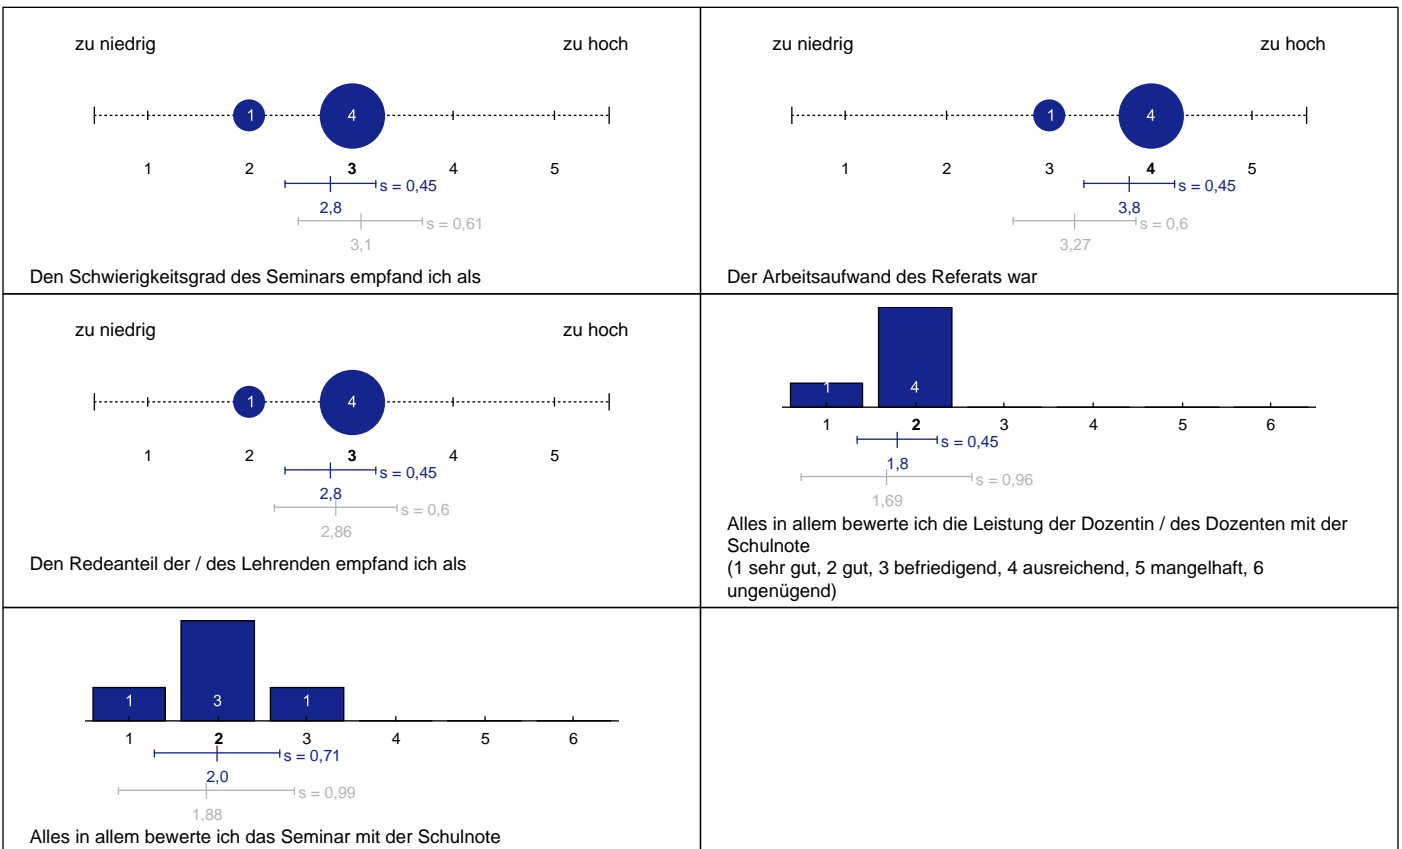 zu niedrig zu hoch
1 4
1 2 3 4 5
s = 0,45
2,8
s = 0,61
3,1
Den Schwierigkeitsgrad des Seminars empfand ich als
zu niedrig zu hoch
1 4
1 2 3 4 5
s = 0,45
3,8
s = 0,6
3,27
Der Arbeitsaufwand des Referats war
zu niedrig zu hoch
1 4
1 2 3 4 5
s = 0,45
2,8
s = 0,6
2,86
Den Redeanteil der / des Lehrenden empfand ich als
1 4
1 2 3 4 5 6
s = 0,45
1,8
s = 0,96
1,69
Alles in allem bewerte ich die Leistung der Dozentin / des Dozenten mit der
Schulnote
(1 sehr gut, 2 gut, 3 befriedigend, 4 ausreichend, 5 mangelhaft, 6
ungenügend)
1 3 1
1 2 3 4 5 6
s = 0,71
2,0
s = 0,99
1,88
Alles in allem bewerte ich das Seminar mit der Schulnote